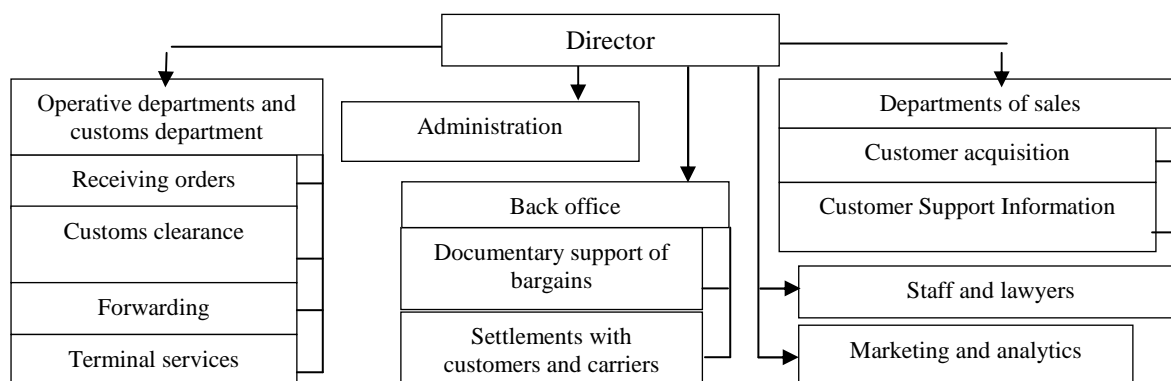 Director
Operative departments and
customs department
Receiving orders
Customs clearance
Forwarding
Terminal services
Administration
Back office
Documentary support of
bargains
Settlements with
customers and carriers
Departments of sales
Customer acquisition
Customer Support Information
Staff and lawyers
Marketing and analytics